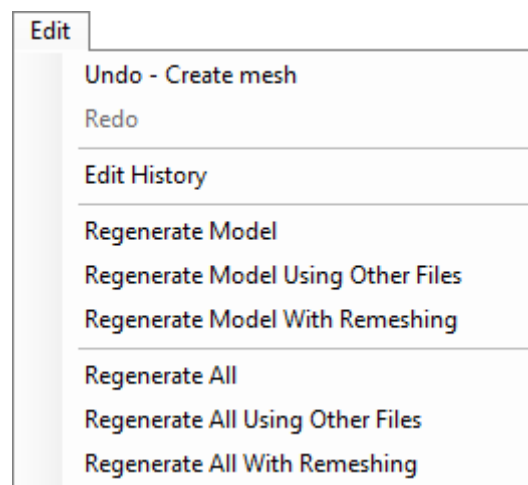 Edit
Undo - Create mesh
Redo
Edit History
Regenerate Model
Regenerate Model Using Other Files
Regenerate Model With Remeshing
Regenerate All
Regenerate All Using Other Files
Regenerate All With Remeshing